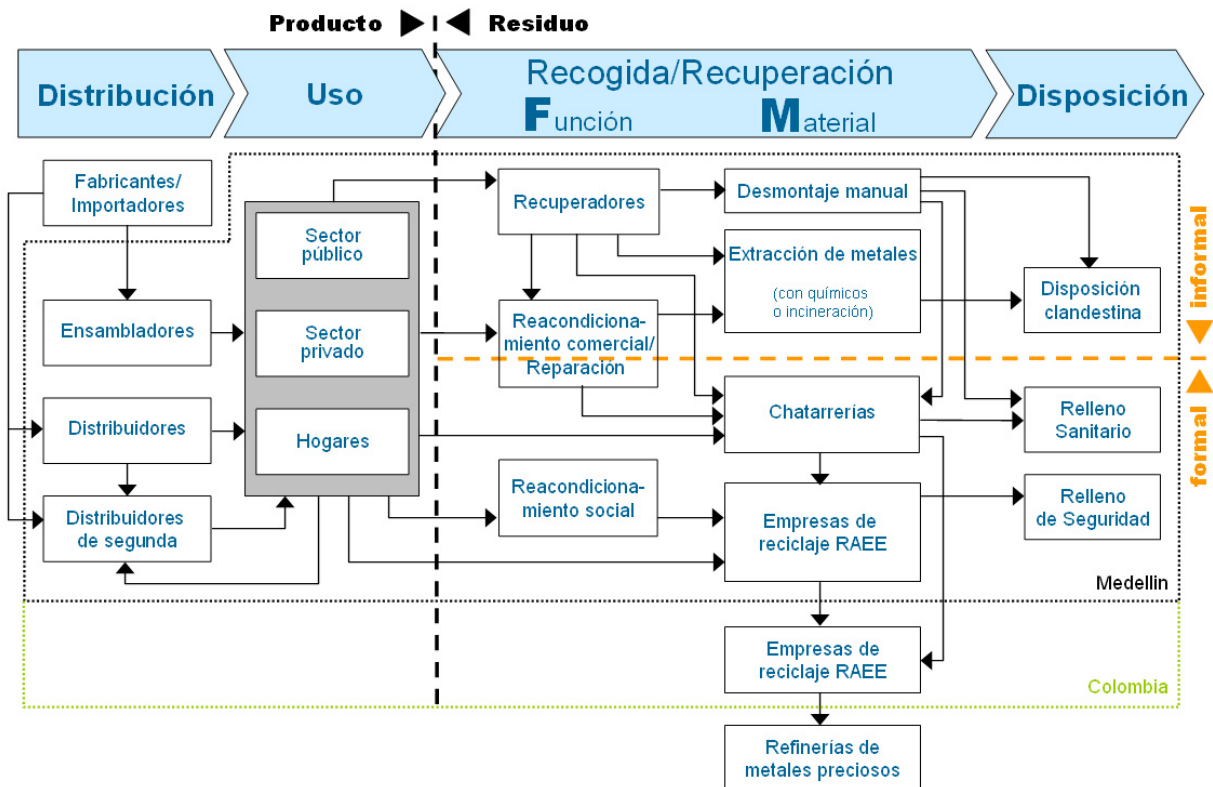 Producto
Residuo
Distribución
Uso
Recogida/Recuperación
Función
Material
Disposición
Fabricantes/
Importadores
Ensambladores
Distribuidores
Distribuidores
de segunda
Sector
público
Sector
privado
Hogares
Recuperadores
Reacondiciona-
miento comercial/
Reparación
Reacondiciona-
miento social
Desmontaje manual
Extracción de metales
(con químicos
o incineración)
Chatarrerías
Empresas de
reciclaje RAEE
Empresas de
reciclaje RAEE
Refinerías de
metales preciosos
Disposición
clandestina
Relleno
Sanitario
Relleno
de Seguridad
informal
formal
Medellin
Colombia